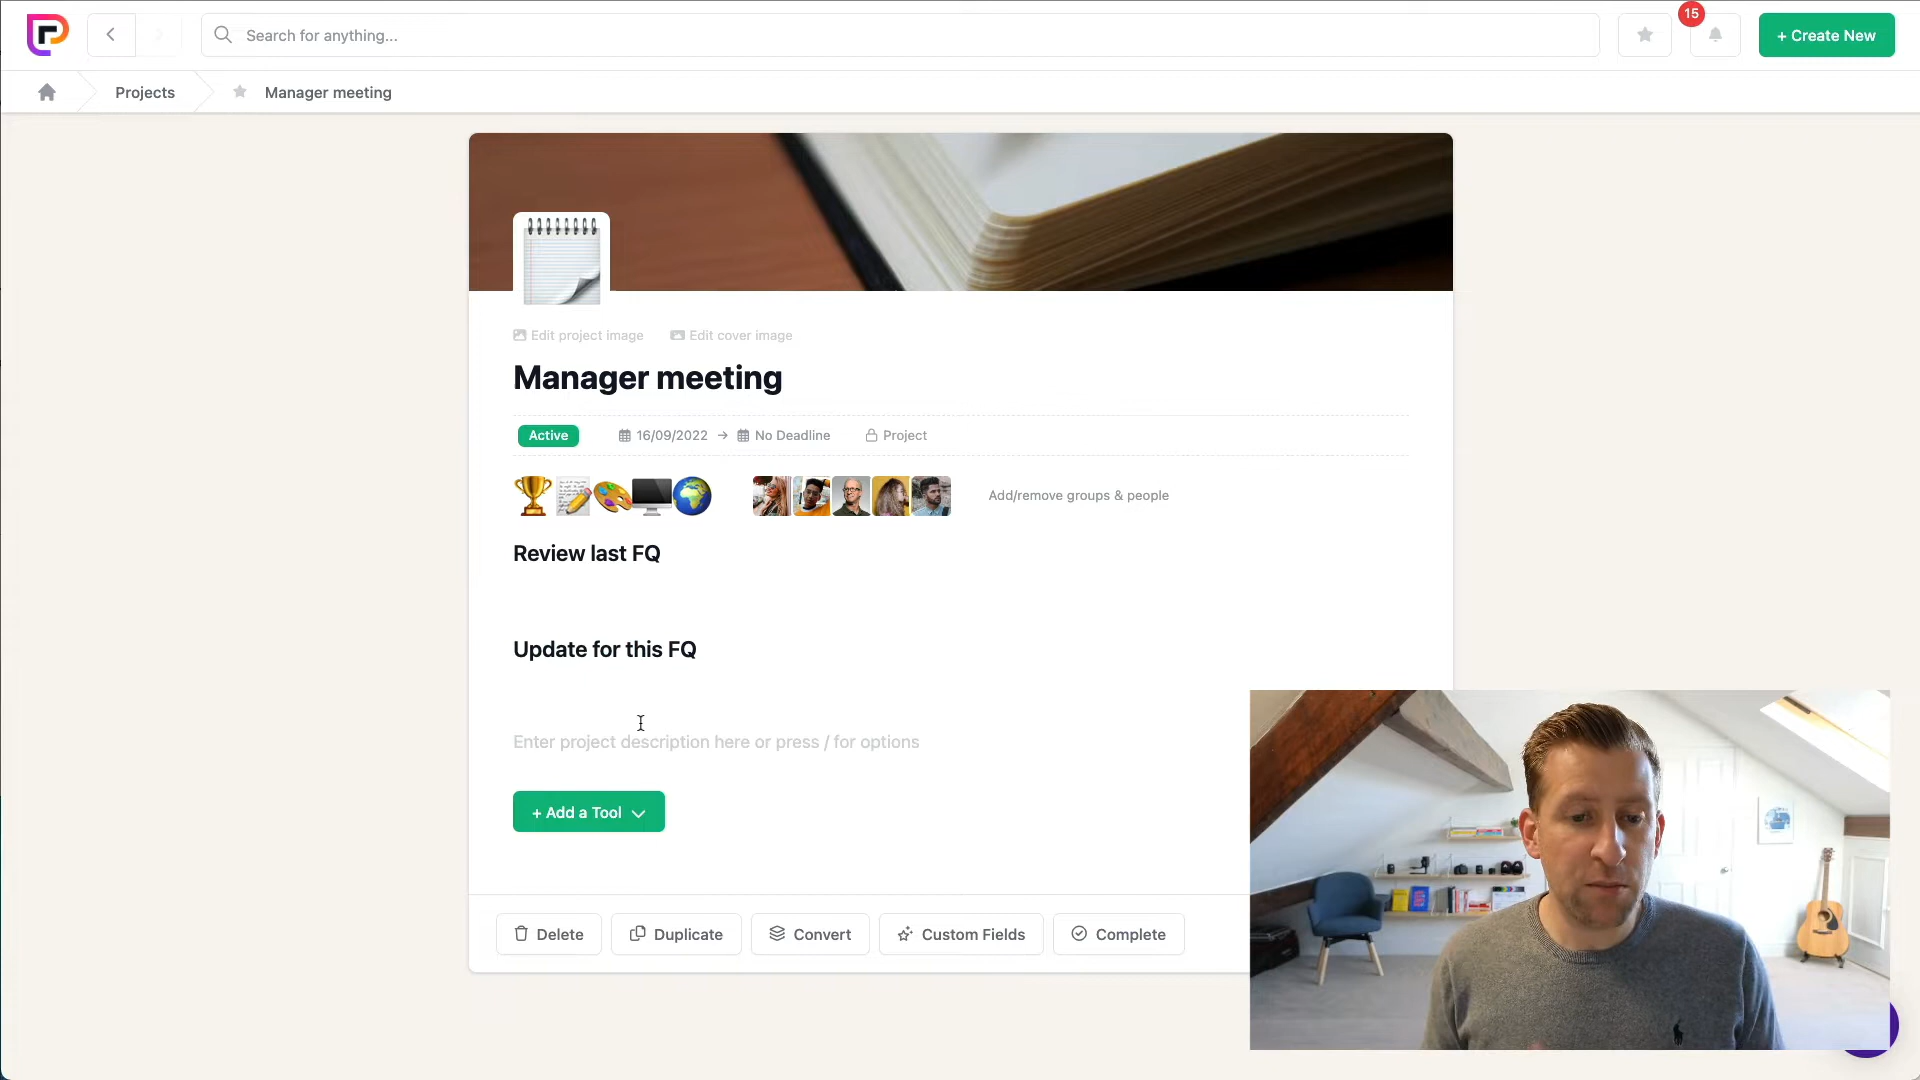 Search for anything...
15
+ Create New
Projects
Manager meeting
Edit project image
Edit cover image
Manager meeting
Active
16/09/2022 → No Deadline
Project
Add/remove groups & people
Review last FQ
Update for this FQ
Enter project description here or press / for options
+ Add a Tool
Delete
Duplicate
Convert
Custom Fields
Complete